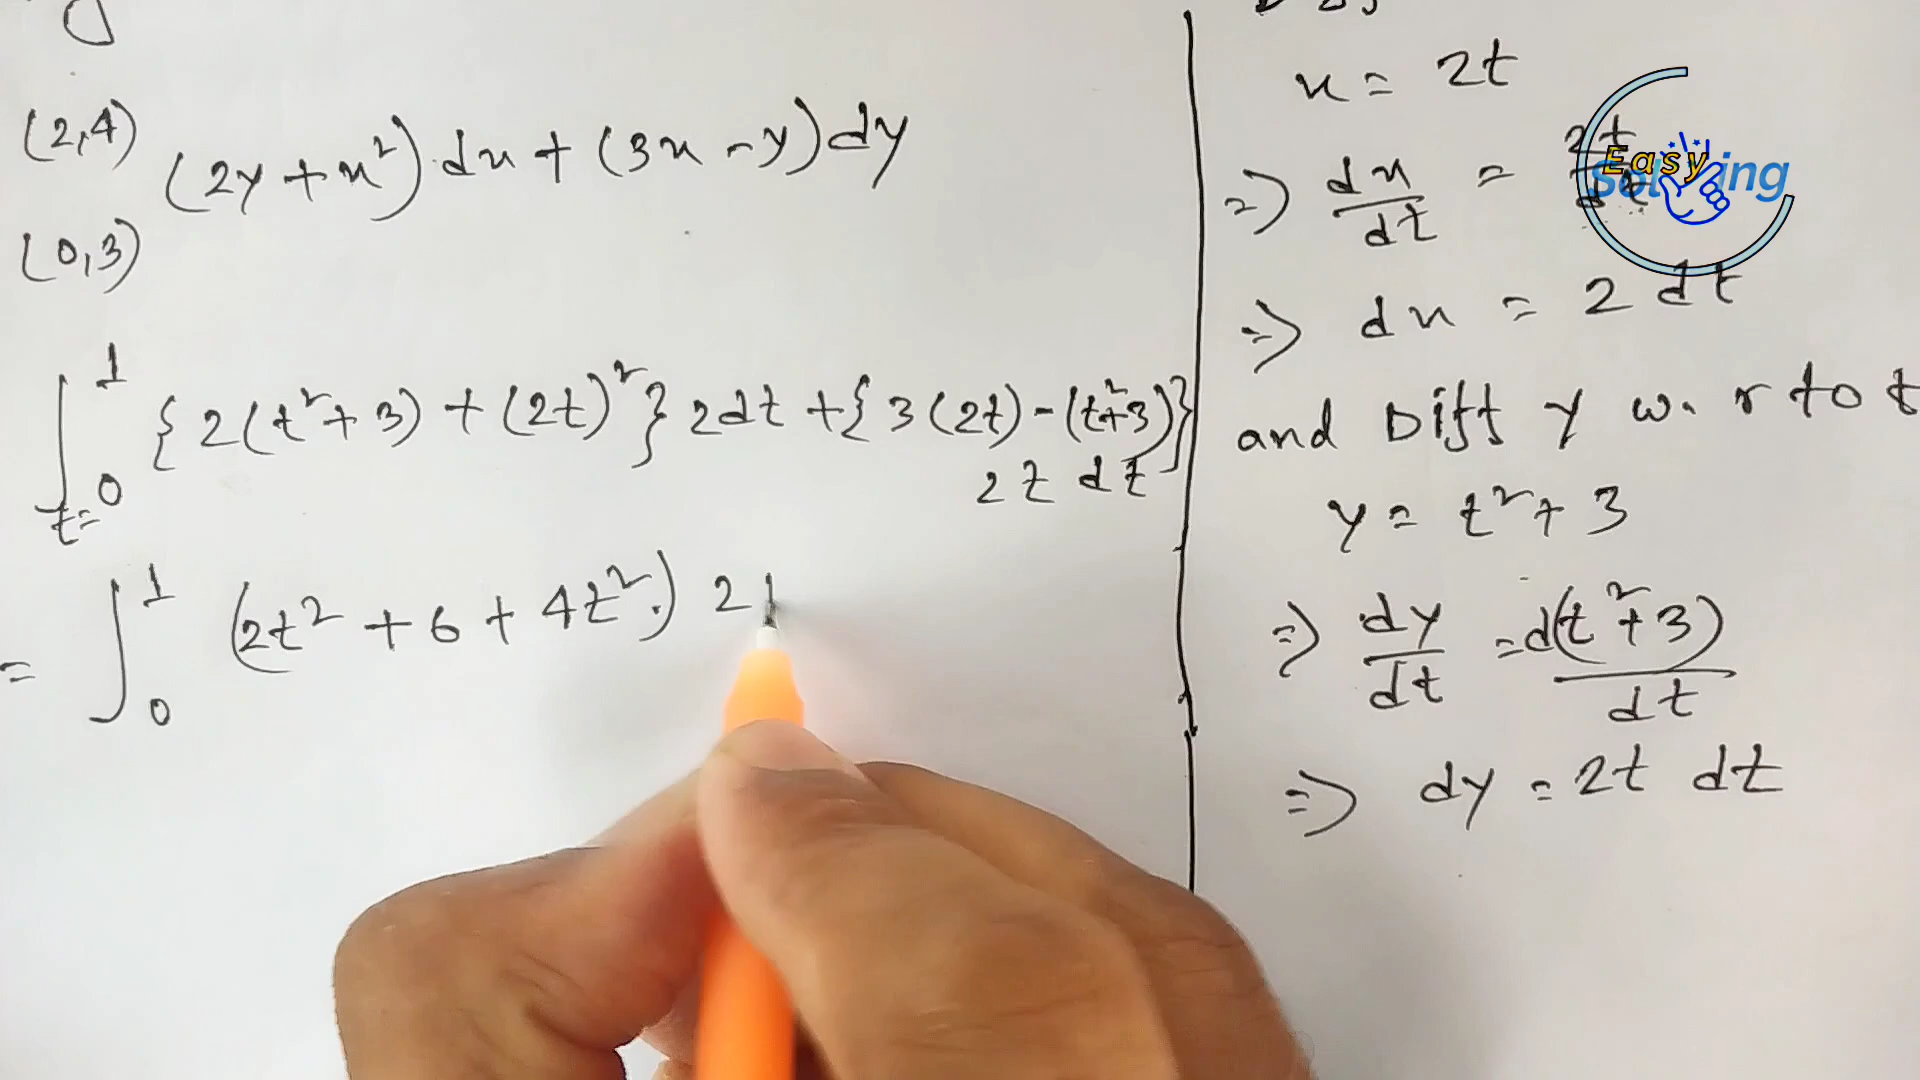 (2,4)
(2y + x²) dx + (3x - y) dy
(0,3)
∫ 1 {2(t²+3) + (2t)²} 2dt + {3(2t) - (t²+3)}
t=0 2t dt
= ∫ 1 (2t² + 6 + 4t²) 2
0
x = 2t
=> dx/dt = 2t/dt
Easy
Solving
=> dx = 2 dt
and Diff y w. r to t
y = t² + 3
=> dy/dt = d(t²+3)/dt
=> dy = 2t dt